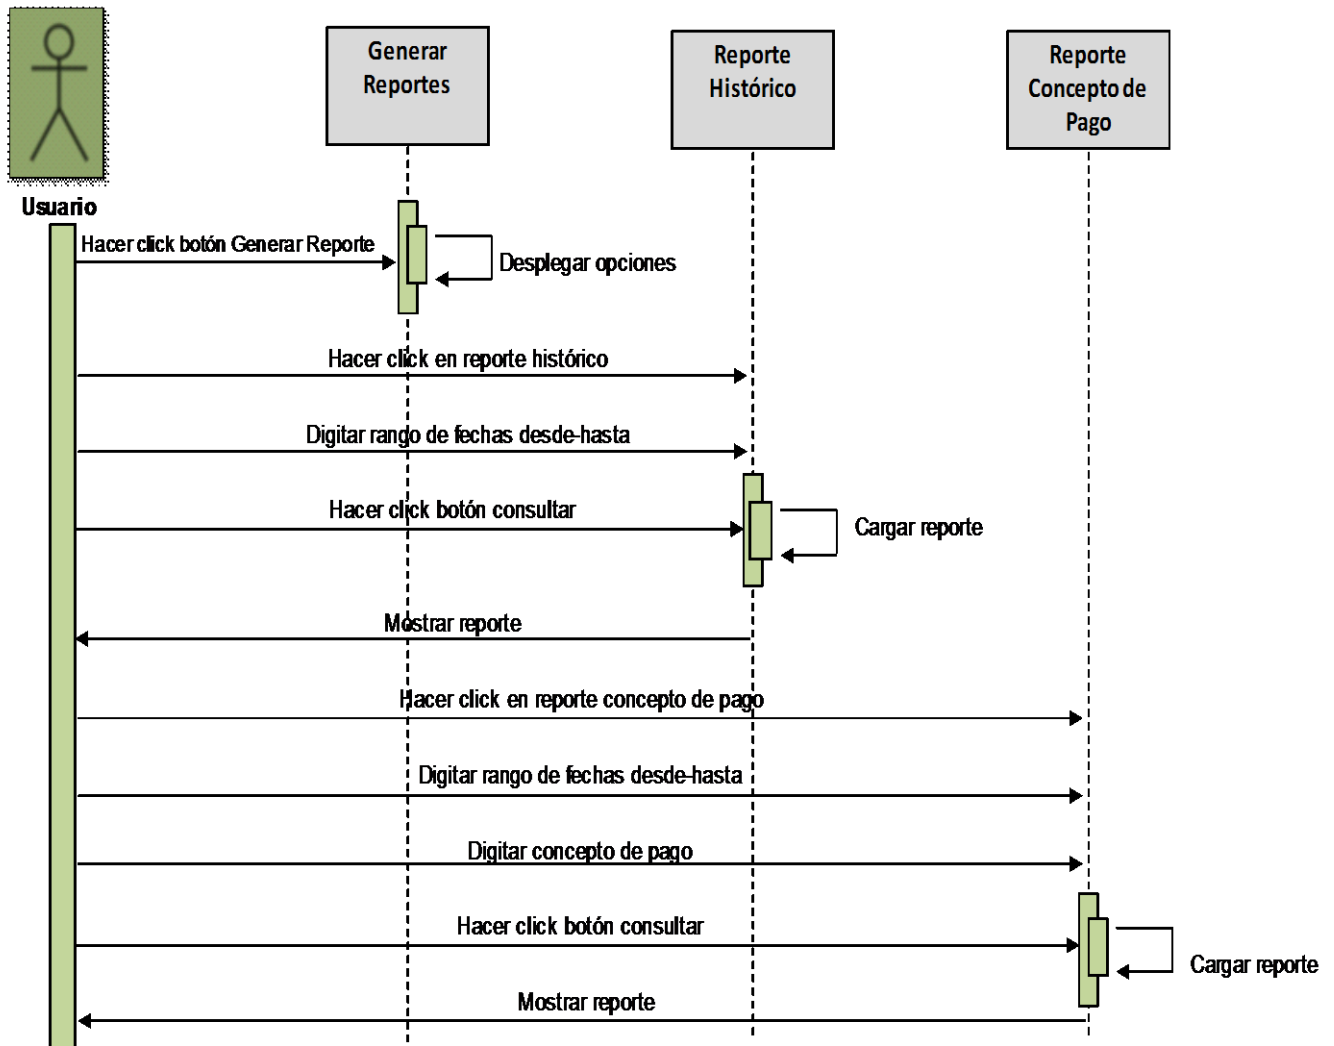 Generar
Reportes
Reporte
Histórico
Reporte
Concepto de
Pago
Usuario
Hacer click botón Generar Reporte
Desplegar opciones
Hacer click en reporte histórico
Digitar rango de fechas desde-hasta
Hacer click botón consultar
Cargar reporte
Mostrar reporte
Hacer click en reporte concepto de pago
Digitar rango de fechas desde-hasta
Digitar concepto de pago
Hacer click botón consultar
Cargar reporte
Mostrar reporte